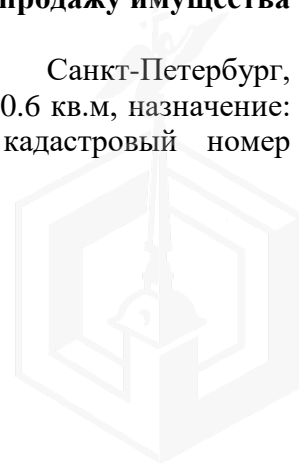 продажу имущества
Санкт-Петербург,
0.6 кв.м, назначение:
кадастровый номер